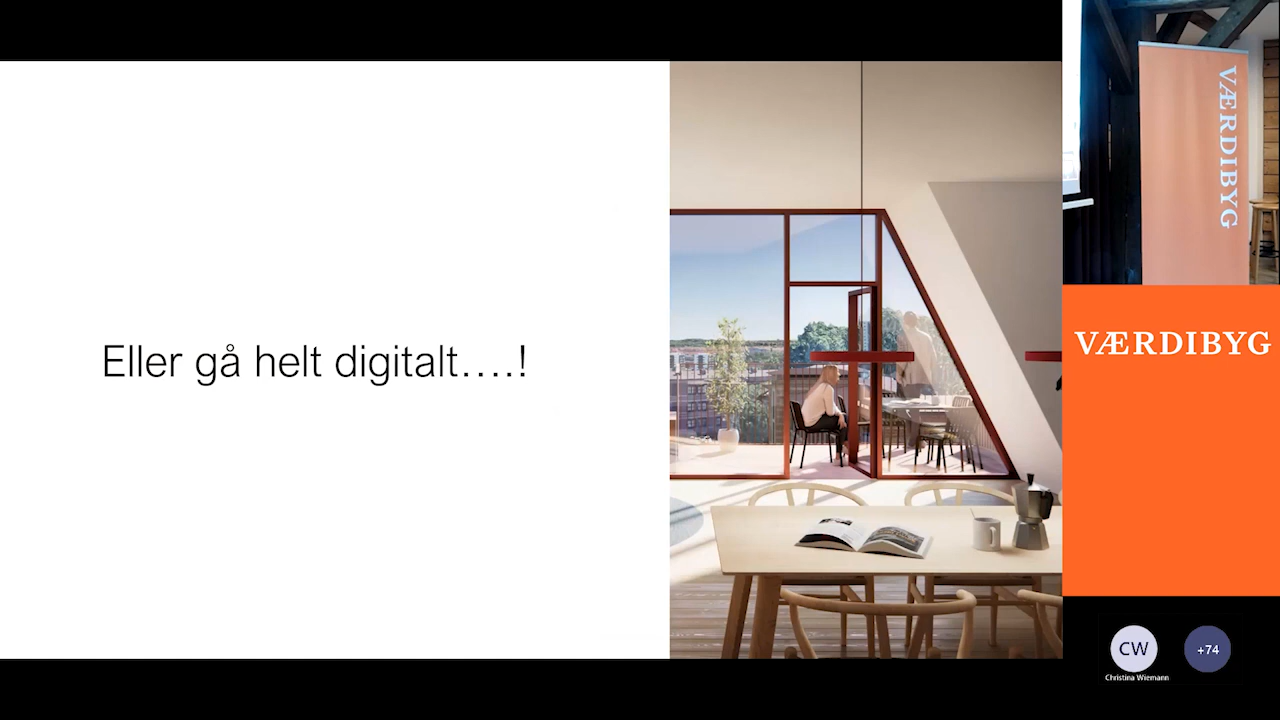 Eller gå helt digitalt….!
VÆRDIBYG
VÆRDIBYG
CW
+74
Christina Wiemann